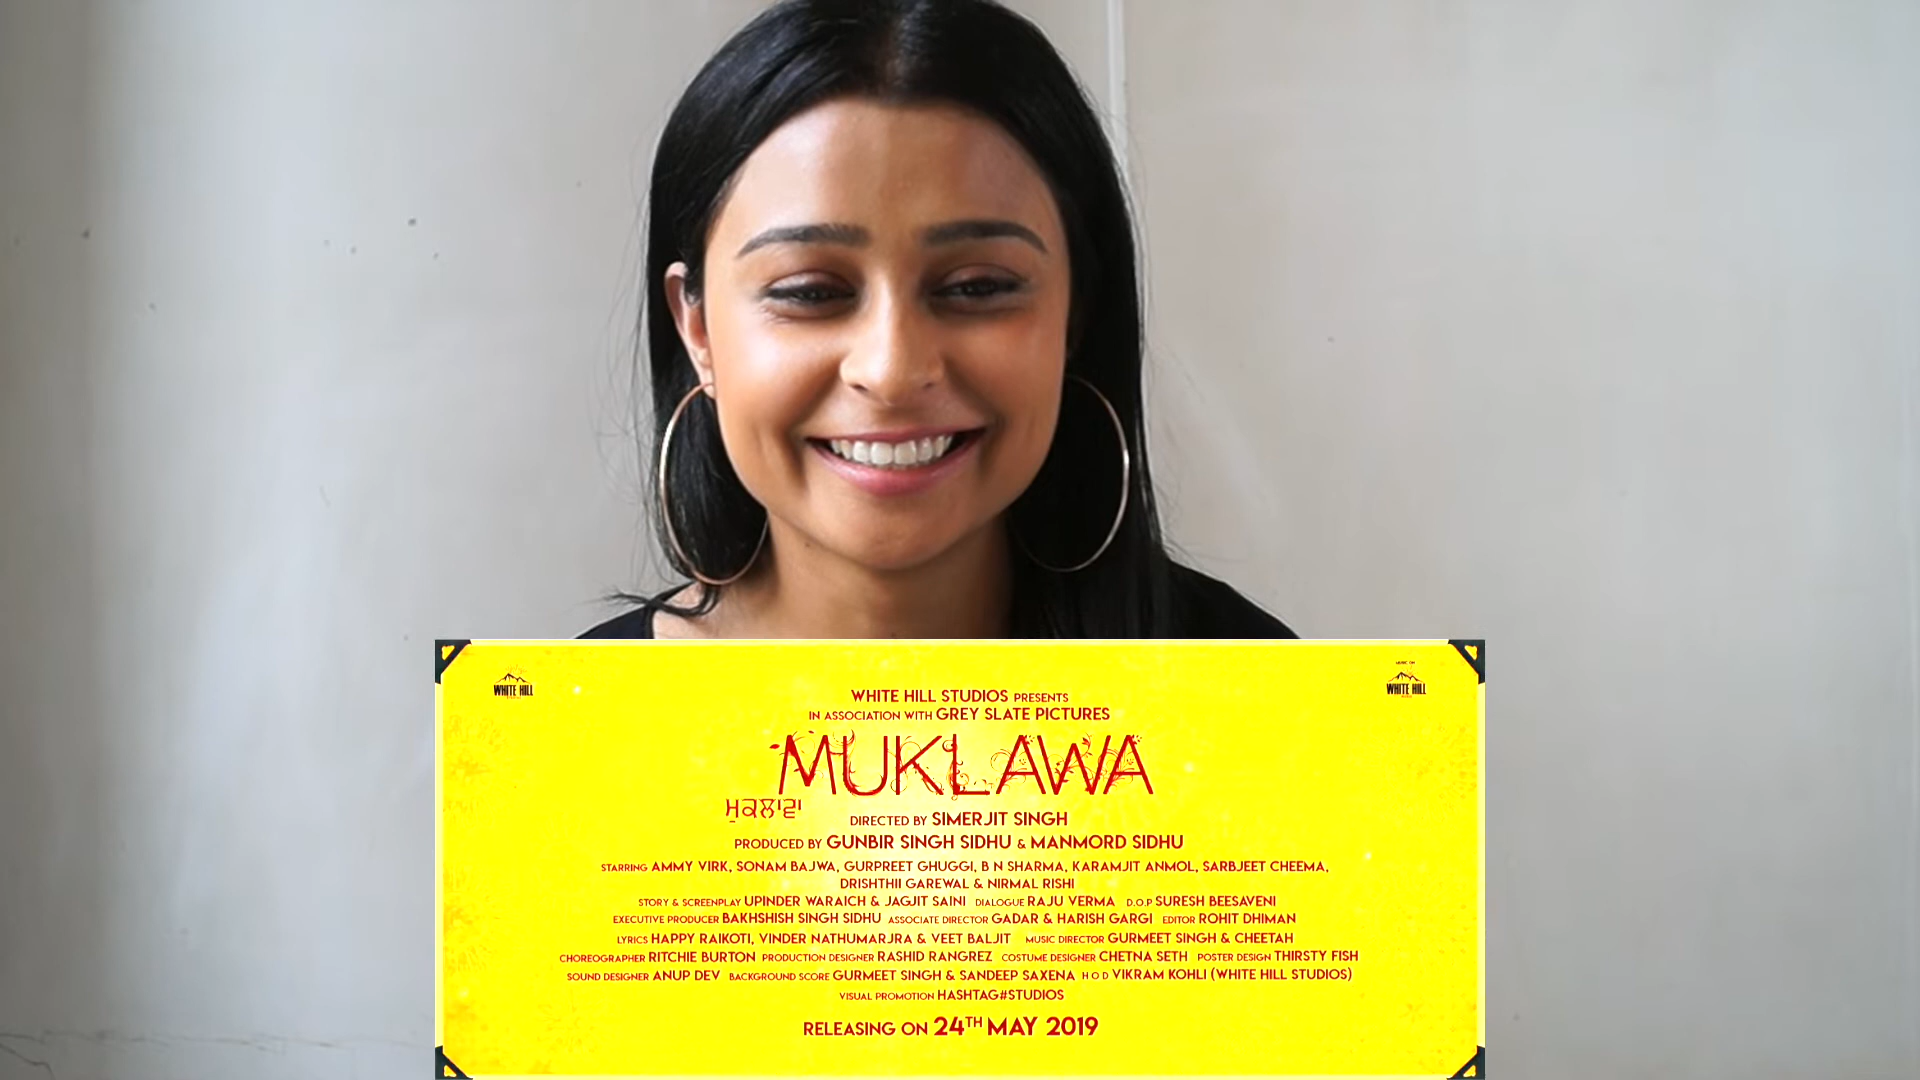 WHITE HILL
MUSIC ON
WHITE HILL
WHITE HILL STUDIOS PRESENTS
IN ASSOCIATION WITH GREY SLATE PICTURES
MUKLAWA
ਮੁਕਲਾਵਾ
DIRECTED BY SIMERJIT SINGH
PRODUCED BY GUNBIR SINGH SIDHU & MANMORD SIDHU
STARRING AMMY VIRK, SONAM BAJWA, GURPREET GHUGGI, B N SHARMA, KARAMJIT ANMOL, SARBJEET CHEEMA,
DRISHTHII GAREWAL & NIRMAL RISHI
STORY & SCREENPLAY UPINDER WARAICH & JAGJIT SAINI DIALOGUE RAJU VERMA D.O.P SURESH BEESAVENI
EXECUTIVE PRODUCER BAKHSHISH SINGH SIDHU ASSOCIATE DIRECTOR GADAR & HARISH GARGI EDITOR ROHIT DHIMAN
LYRICS HAPPY RAIKOTI, VINDER NATHUMARJRA & VEET BALJIT MUSIC DIRECTOR GURMEET SINGH & CHEETAH
CHOREOGRAPHER RITCHIE BURTON PRODUCTION DESIGNER RASHID RANGREZ COSTUME DESIGNER CHETNA SETH POSTER DESIGN THIRSTY FISH
SOUND DESIGNER ANUP DEV BACKGROUND SCORE GURMEET SINGH & SANDEEP SAXENA H O D VIKRAM KOHLI (WHITE HILL STUDIOS)
VISUAL PROMOTION HASHTAG#STUDIOS
RELEASING ON 24TH MAY 2019